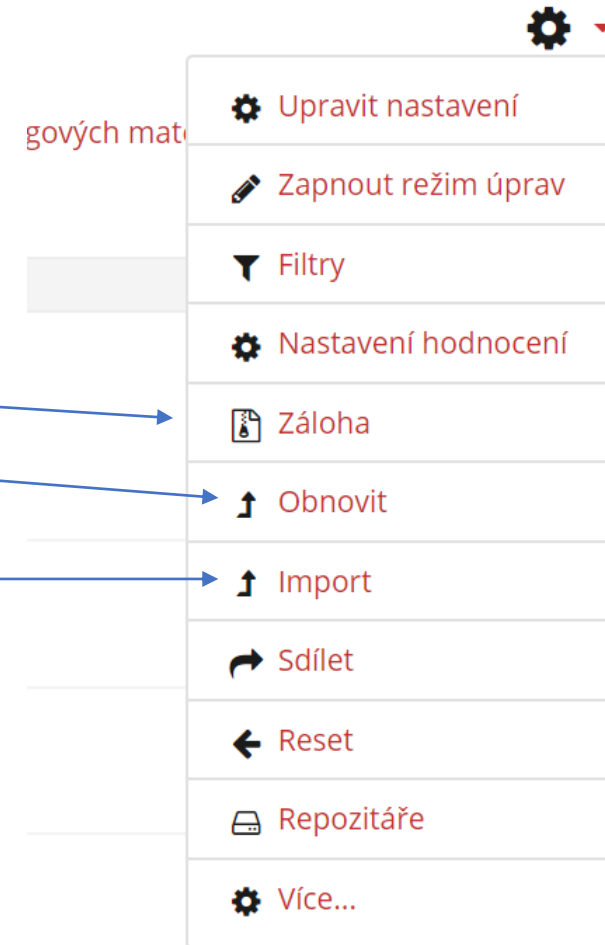 Upravit nastavení
gových mat
Zapnout režim úprav
Filtry
Nastavení hodnocení
Záloha
Obnovit
Import
Sdílet
Reset
Repozitáře
Více...